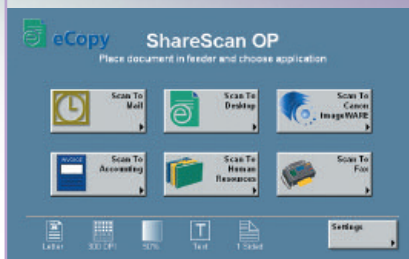 eCopy
ShareScan OP
Place document in feeder and choose application
Scan To
Mail
Scan To
Desktop
Scan To
Canon
ImageWARE
INVOICE
Scan To
Accounting
Scan To
Human
Resources
Scan To
Fax
Letter
300 DPI
50%
T
Text
1 Sided
Settings